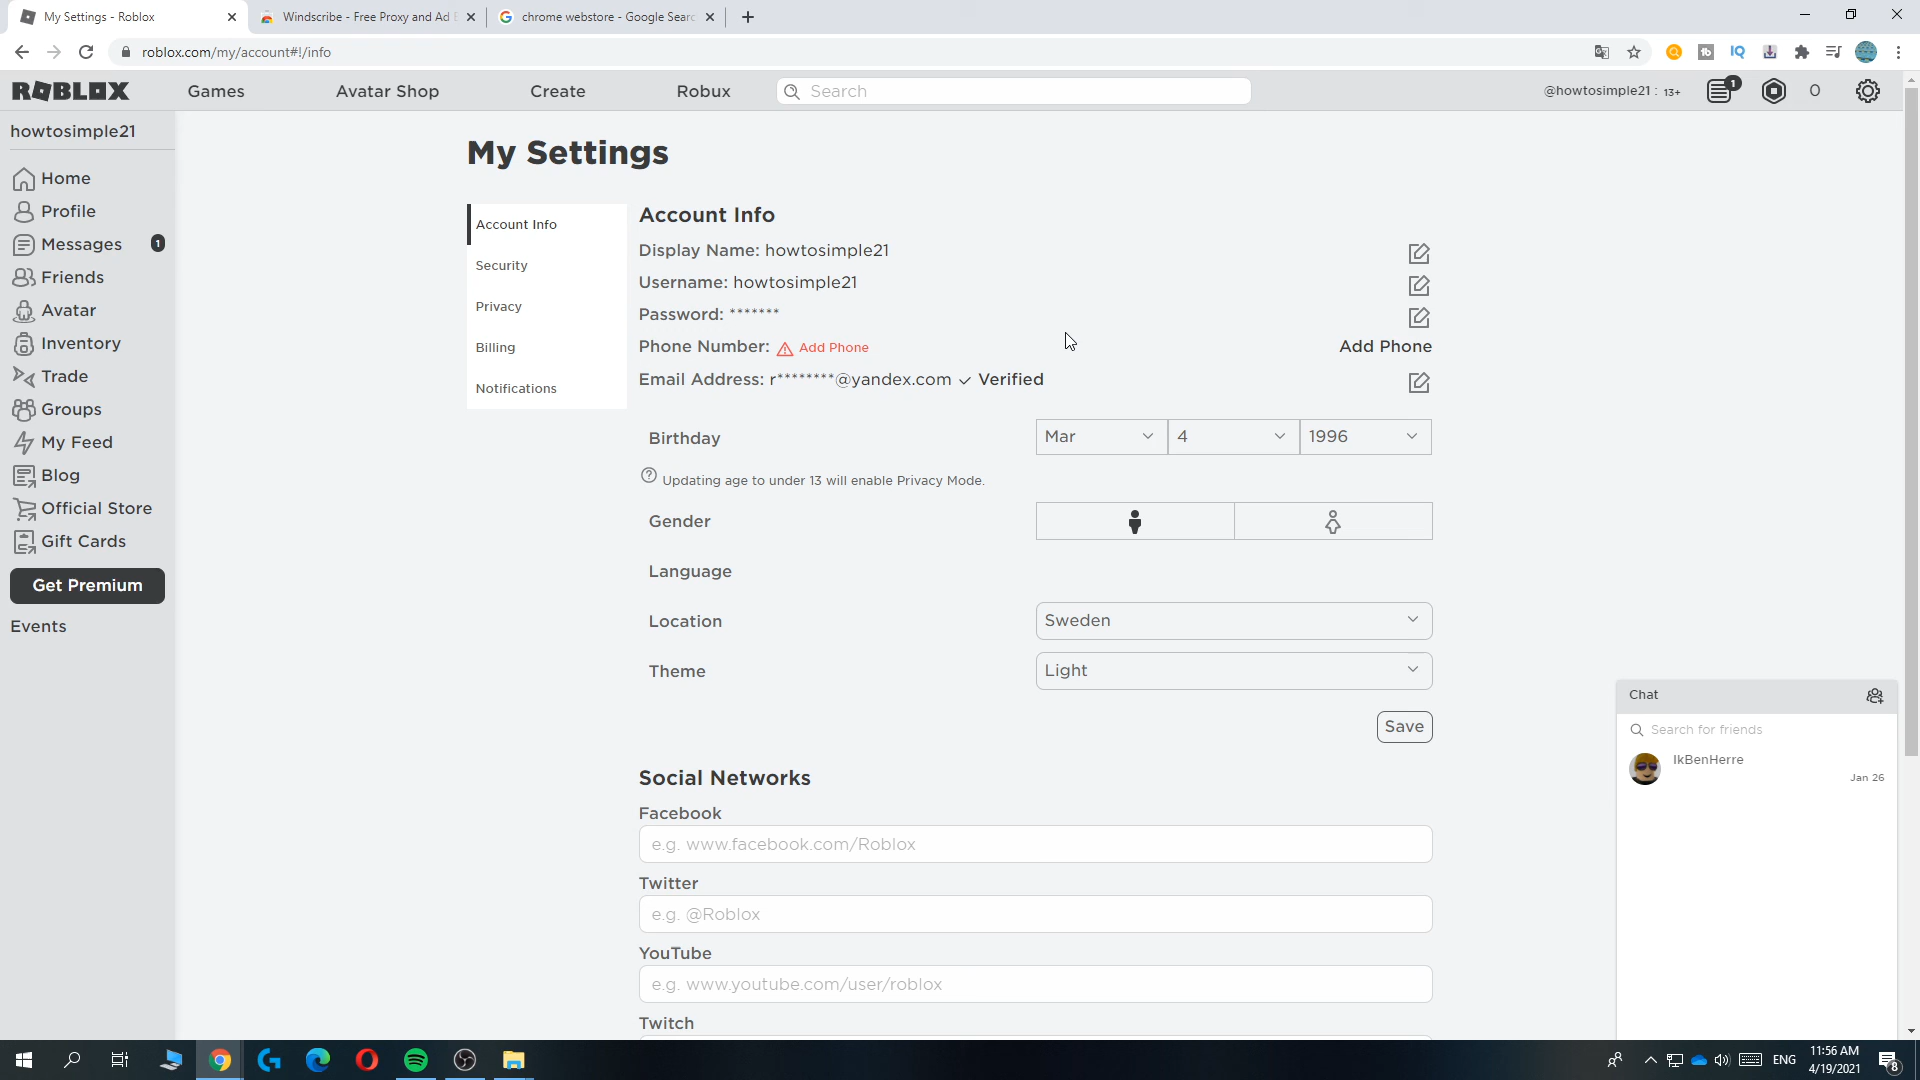 My Settings - Roblox
Windscribe - Free Proxy and Ad
chrome webstore - Google Sear
roblox.com/my/account#!/info
ROBLOX
Games
Avatar Shop
Create
Robux
Search
@howtosimple21 : 13+
1
0
howtosimple21
Home
Profile
Messages
1
Friends
Avatar
Inventory
Trade
Groups
My Feed
Blog
Official Store
Gift Cards
Get Premium
Events
My Settings
Account Info
Security
Privacy
Billing
Notifications
Account Info
Display Name: howtosimple21
Username: howtosimple21
Password: *******
Phone Number: Add Phone
Add Phone
Email Address: r********@yandex.com Verified
Birthday
Mar
4
1996
Updating age to under 13 will enable Privacy Mode.
Gender
Language
Location
Sweden
Theme
Light
Save
Social Networks
Facebook
e.g. www.facebook.com/Roblox
Twitter
e.g. @Roblox
YouTube
e.g. www.youtube.com/user/roblox
Twitch
Chat
Search for friends
IkBenHerre
Jan 26
ENG
11:56 AM
4/19/2021
8